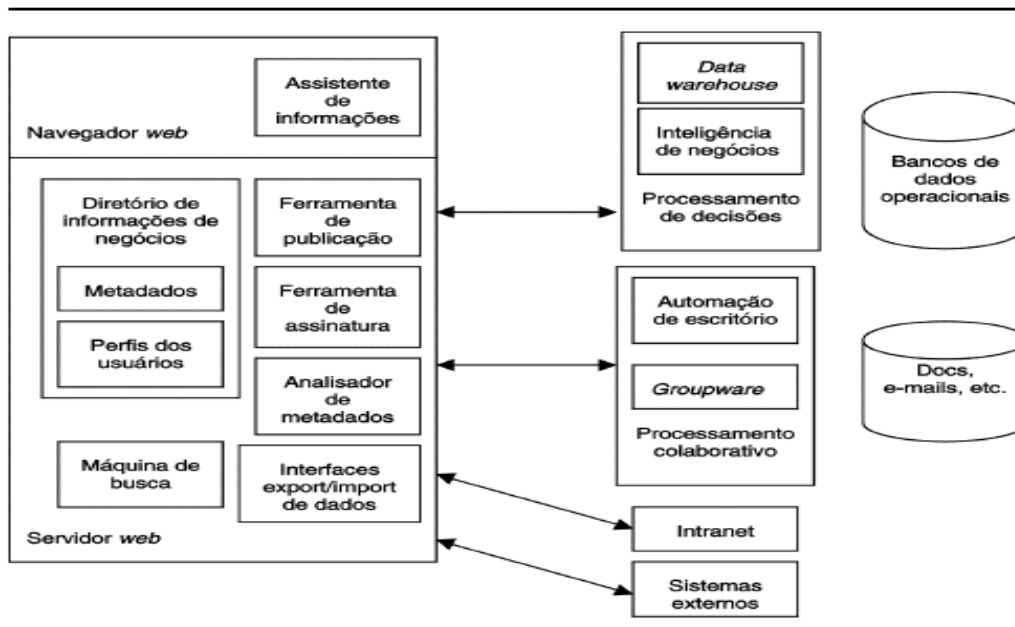 Assistente
de
informações
Navegador web
Diretório de
informações de
negócios
Metadados
Perfis dos
usuários
Máquina de
busca
Ferramenta
de
publicação
Ferramenta
de
assinatura
Analisador
de
metadados
Interfaces
export/import
de dados
Servidor web
Data
warehouse
Inteligência
de negócios
Processamento
de decisões
Automação
de escritório
Groupware
Processamento
colaborativo
Intranet
Sistemas
externos
Bancos de
dados
operacionais
Docs,
e-mails, etc.